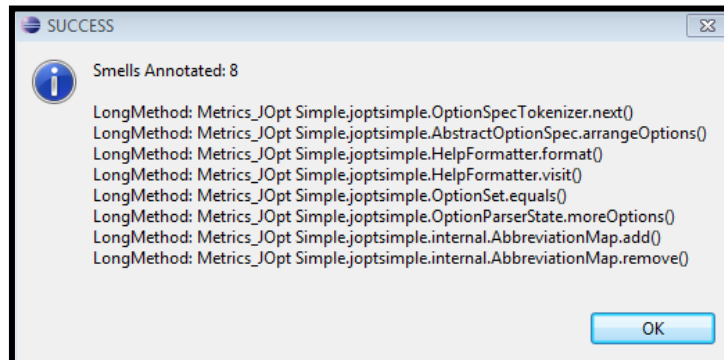 SUCCESS
Smells Annotated: 8
LongMethod: Metrics_JOpt Simple.joptsimple.OptionSpecTokenizer.next()
LongMethod: Metrics_JOpt Simple.joptsimple.AbstractOptionSpec.arrangeOptions()
LongMethod: Metrics_JOpt Simple.joptsimple.HelpFormatter.format()
LongMethod: Metrics_JOpt Simple.joptsimple.HelpFormatter.visit()
LongMethod: Metrics_JOpt Simple.joptsimple.OptionSet.equals()
LongMethod: Metrics_JOpt Simple.joptsimple.OptionParserState.moreOptions()
LongMethod: Metrics_JOpt Simple.joptsimple.internal.AbbreviationMap.add()
LongMethod: Metrics_JOpt Simple.joptsimple.internal.AbbreviationMap.remove()
OK